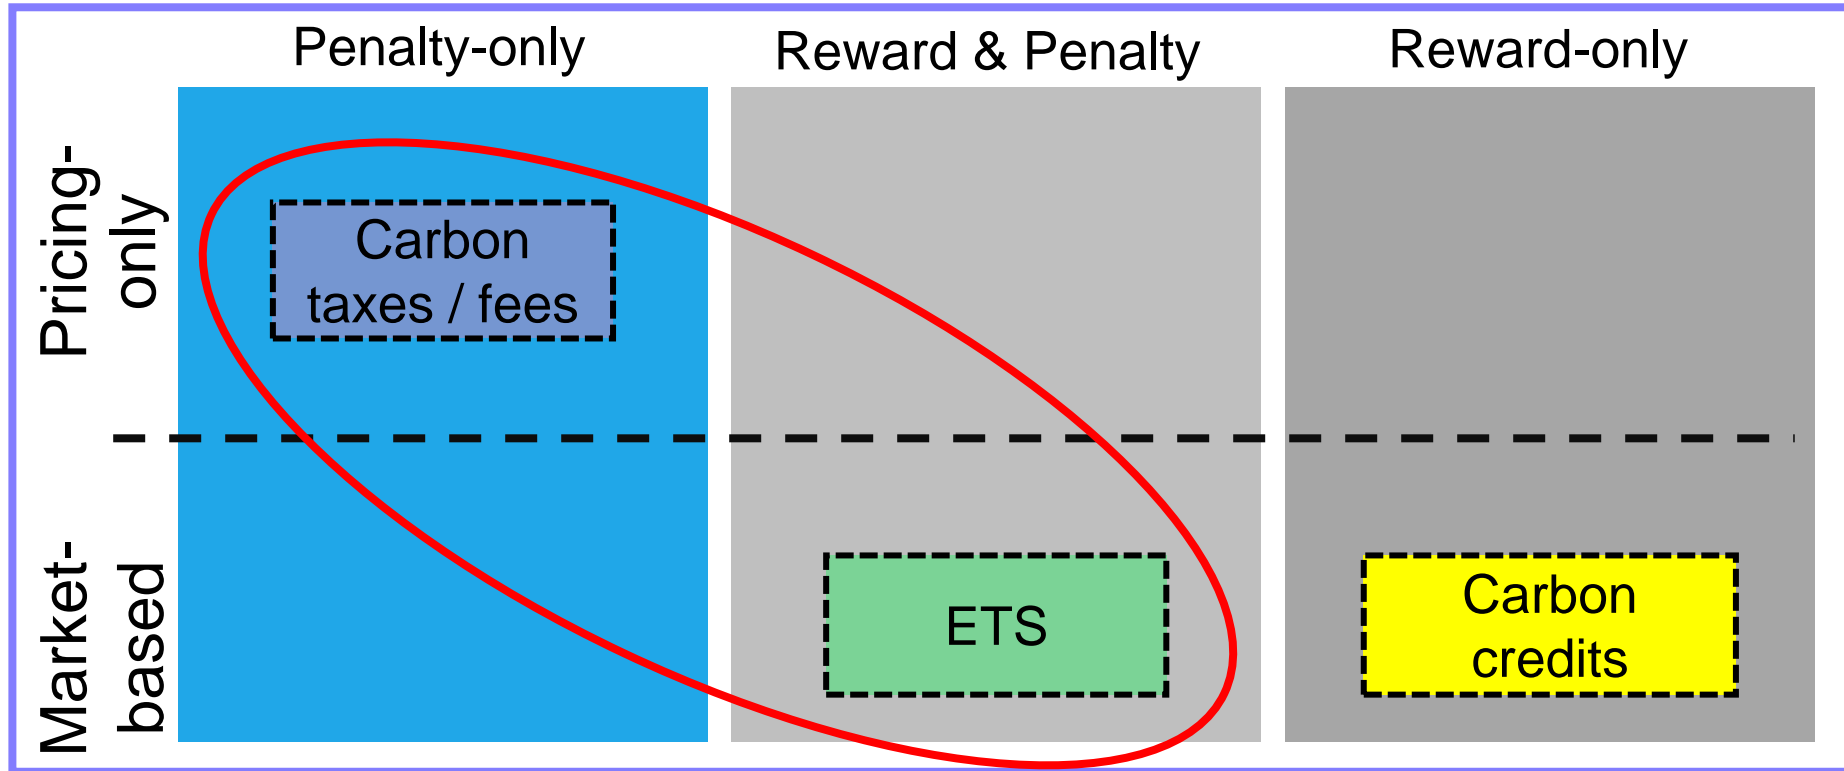 Penalty-only
Reward & Penalty
Reward-only
Pricing-
only
Carbon
taxes / fees
Market-
based
ETS
Carbon
credits